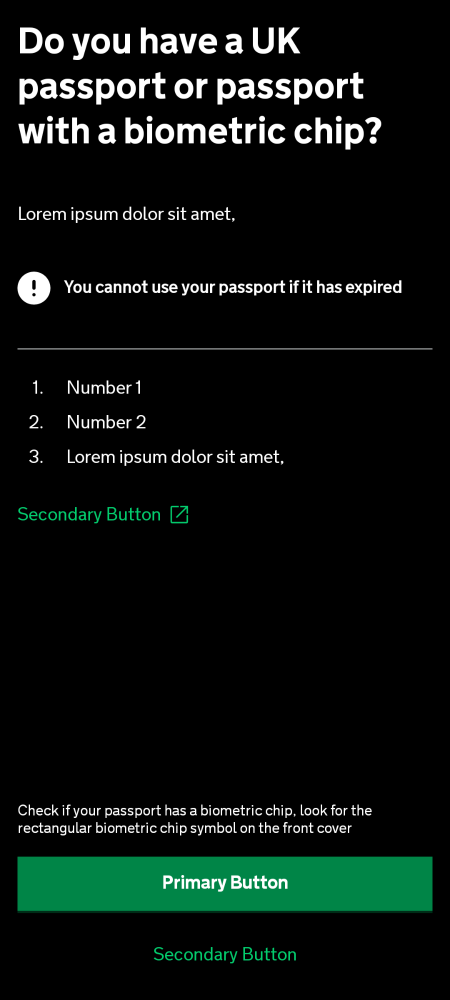 Do you have a UK
passport or passport
with a biometric chip?
Lorem ipsum dolor sit amet,
! You cannot use your passport if it has expired
1. Number 1
2. Number 2
3. Lorem ipsum dolor sit amet,
Secondary Button
Check if your passport has a biometric chip, look for the
rectangular biometric chip symbol on the front cover
Primary Button
Secondary Button